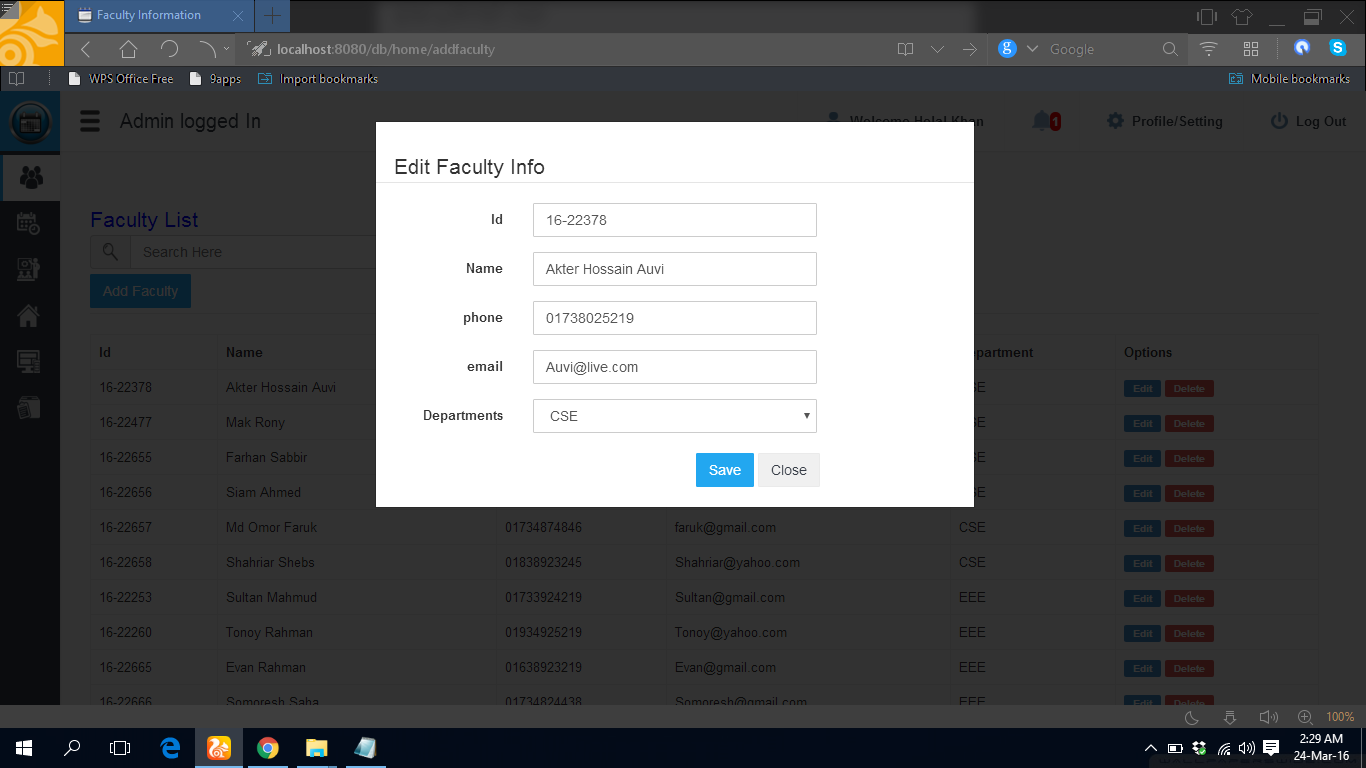 Faculty Information
localhost:8080/db/home/addfaculty
Google
WPS Office Free 9apps Import bookmarks Mobile bookmarks
Admin logged In Welcome Helal Khan 1 Profile/Setting Log Out
Edit Faculty Info
Id 16-22378
Name Akter Hossain Auvi
phone 01738025219
email Auvi@live.com
Departments CSE
Save Close
Faculty List
Search Here
Add Faculty
Id Name Options
16-22378 Akter Hossain Auvi Edit Delete
16-22477 Mak Rony Edit Delete
16-22655 Farhan Sabbir Edit Delete
16-22656 Siam Ahmed Edit Delete
16-22657 Md Omor Faruk 01734874846 faruk@gmail.com CSE Edit Delete
16-22658 Shahriar Shebs 01838923245 Shahriar@yahoo.com CSE Edit Delete
16-22253 Sultan Mahmud 01733924219 Sultan@gmail.com EEE Edit Delete
16-22260 Tonoy Rahman 01934925219 Tonoy@yahoo.com EEE Edit Delete
16-22665 Evan Rahman 01638923219 Evan@gmail.com EEE Edit Delete
16-22666 Somoresh Saha 01734824438 Somoresh@gmail.com EEE Edit Delete
100%
2:29 AM
24-Mar-16